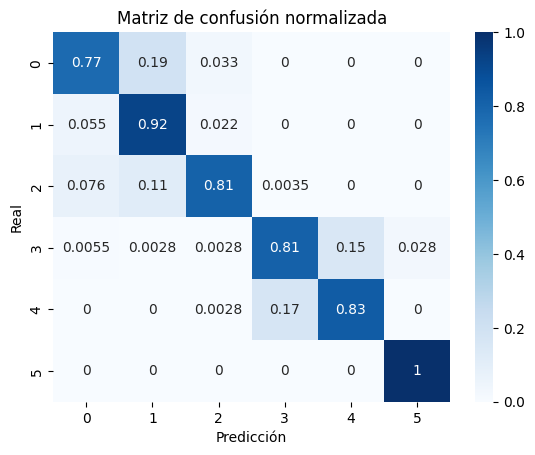 Matriz de confusión normalizada
0 0.77 0.19 0.033 0 0 0
1 0.055 0.92 0.022 0 0 0
2 0.076 0.11 0.81 0.0035 0 0
3 0.0055 0.0028 0.0028 0.81 0.15 0.028
4 0 0 0.0028 0.17 0.83 0
5 0 0 0 0 0 1
0 1 2 3 4 5
Real
Predicción
1.0
0.8
0.6
0.4
0.2
0.0